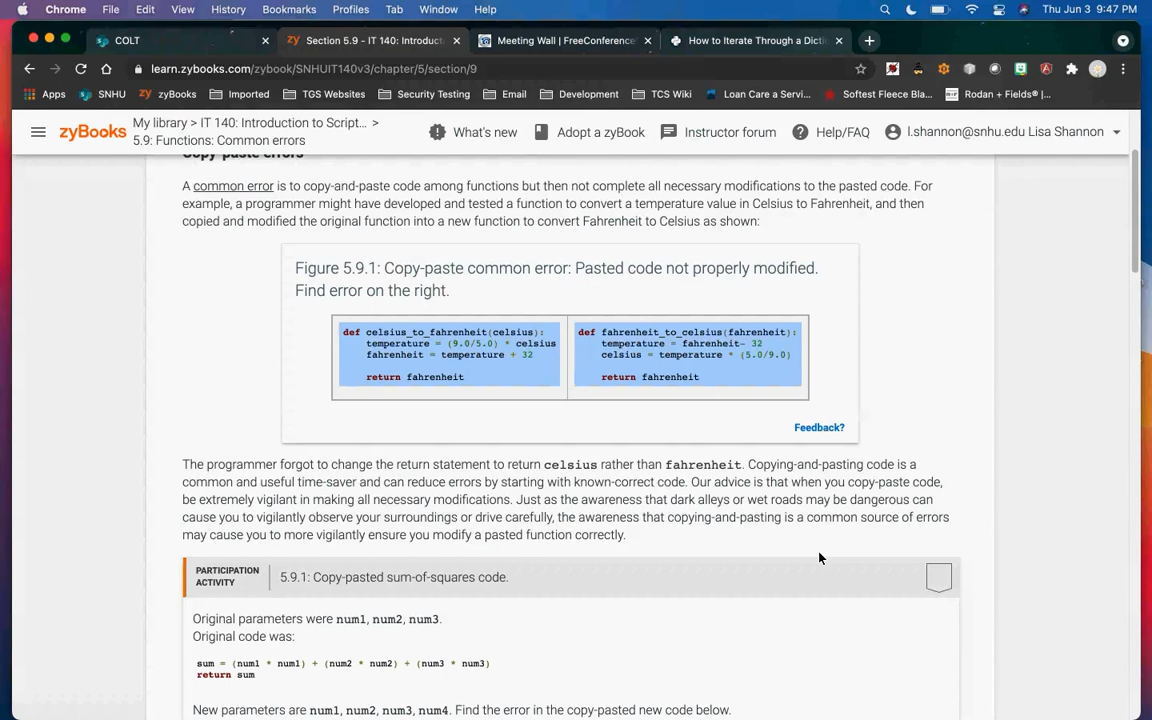 Chrome File Edit View History Bookmarks Profiles Tab Window Help Thu Jun 3 9:47 PM
COLT Section 5.9 - IT 140: Introduct Meeting Wall | FreeConference How to Iterate Through a Dicti
learn.zybooks.com/zybook/SNHUIT140v3/chapter/5/section/9
Apps SNHU zyBooks Imported TGS Websites Security Testing Email Development TCS Wiki Loan Care a Servi... Softest Fleece Bla... Rodan + Fields® |...
zyBooks My library > IT 140: Introduction to Script... >
5.9: Functions: Common errors
What's new Adopt a zyBook Instructor forum Help/FAQ l.shannon@snhu.edu Lisa Shannon
Copy-paste errors
A common error is to copy-and-paste code among functions but then not complete all necessary modifications to the pasted code. For
example, a programmer might have developed and tested a function to convert a temperature value in Celsius to Fahrenheit, and then
copied and modified the original function into a new function to convert Fahrenheit to Celsius as shown:
Figure 5.9.1: Copy-paste common error: Pasted code not properly modified.
Find error on the right.
def celsius_to_fahrenheit(celsius):
temperature = (9.0/5.0) * celsius
fahrenheit = temperature + 32
return fahrenheit
def fahrenheit_to_celsius(fahrenheit):
temperature = fahrenheit- 32
celsius = temperature * (5.0/9.0)
return fahrenheit
Feedback?
The programmer forgot to change the return statement to return celsius rather than fahrenheit. Copying-and-pasting code is a
common and useful time-saver and can reduce errors by starting with known-correct code. Our advice is that when you copy-paste code,
be extremely vigilant in making all necessary modifications. Just as the awareness that dark alleys or wet roads may be dangerous can
cause you to vigilantly observe your surroundings or drive carefully, the awareness that copying-and-pasting is a common source of errors
may cause you to more vigilantly ensure you modify a pasted function correctly.
PARTICIPATION
ACTIVITY
5.9.1: Copy-pasted sum-of-squares code.
Original parameters were num1, num2, num3.
Original code was:
sum = (num1 * num1) + (num2 * num2) + (num3 * num3)
return sum
New parameters are num1, num2, num3, num4. Find the error in the copy-pasted new code below.